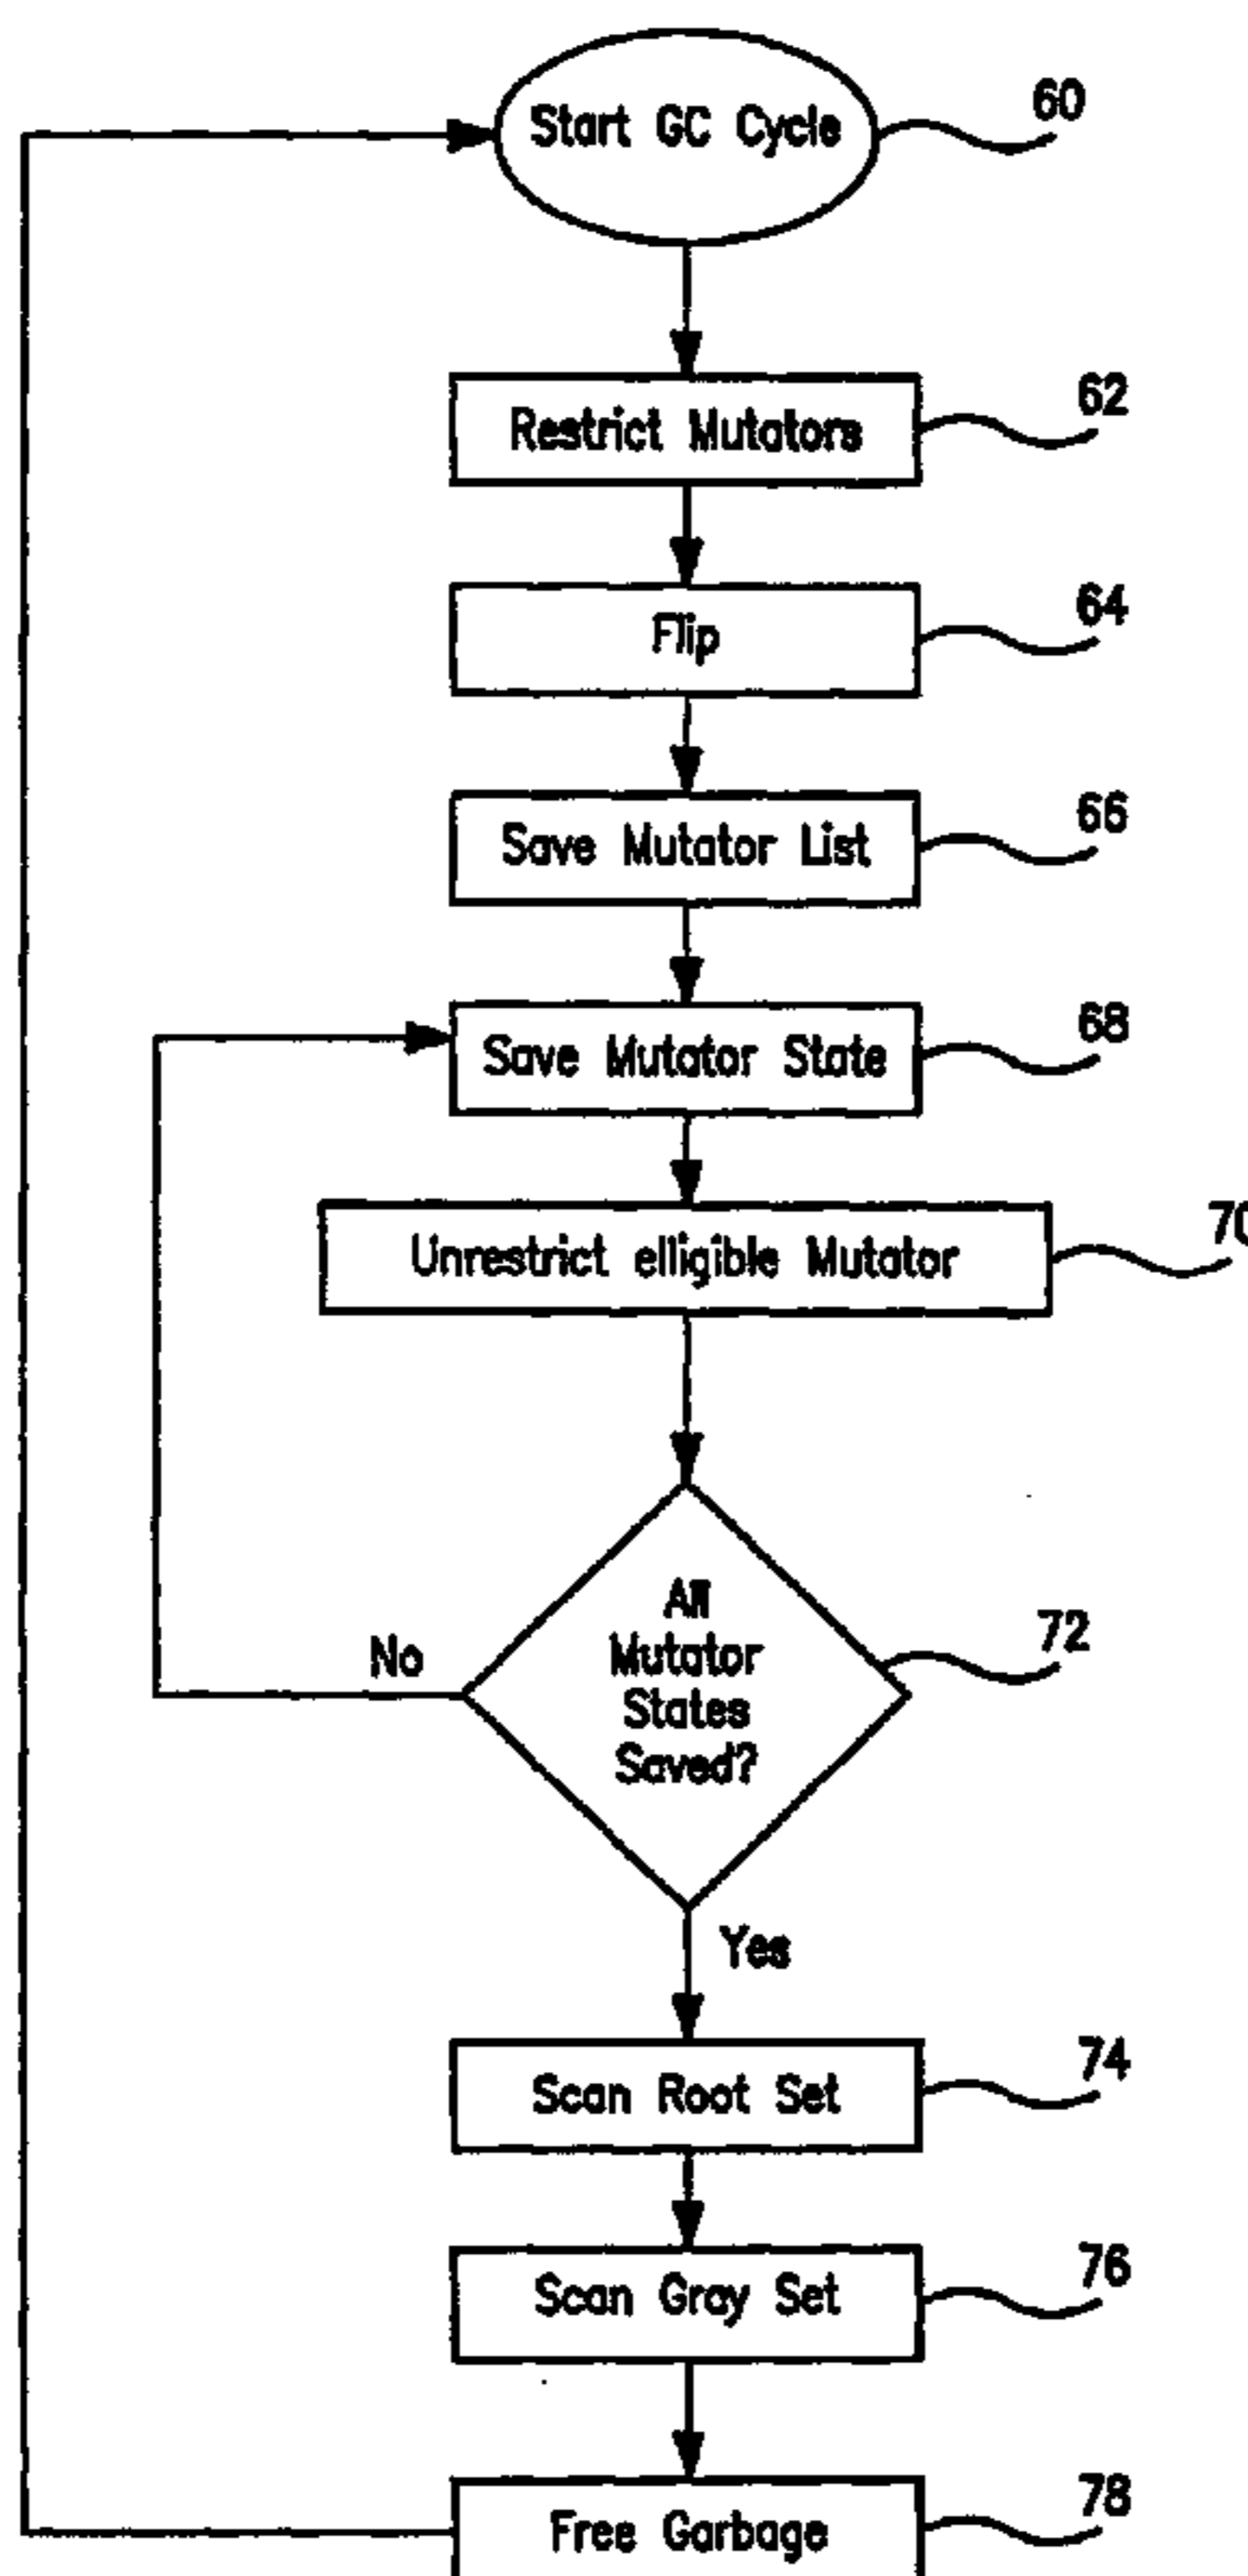 Start GC Cycle
60
Restrict Mutators
62
Flip
64
Save Mutator List
66
Save Mutator State
68
Unrestrict elligible Mutator
70
All
Mutator
States
Saved?
72
No
Yes
Scan Root Set
74
Scan Gray Set
76
Free Garbage
78